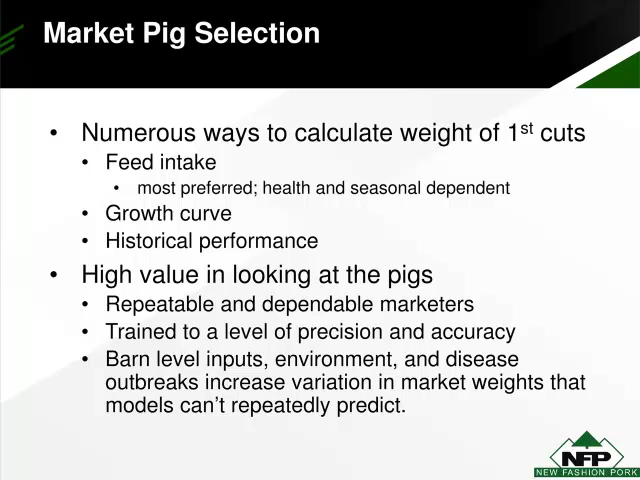 Market Pig Selection
• Numerous ways to calculate weight of 1st cuts
• Feed intake
• most preferred; health and seasonal dependent
• Growth curve
• Historical performance
• High value in looking at the pigs
• Repeatable and dependable marketers
• Trained to a level of precision and accuracy
• Barn level inputs, environment, and disease
outbreaks increase variation in market weights that
models can't repeatedly predict.
NFP
NEW FASHION PORK